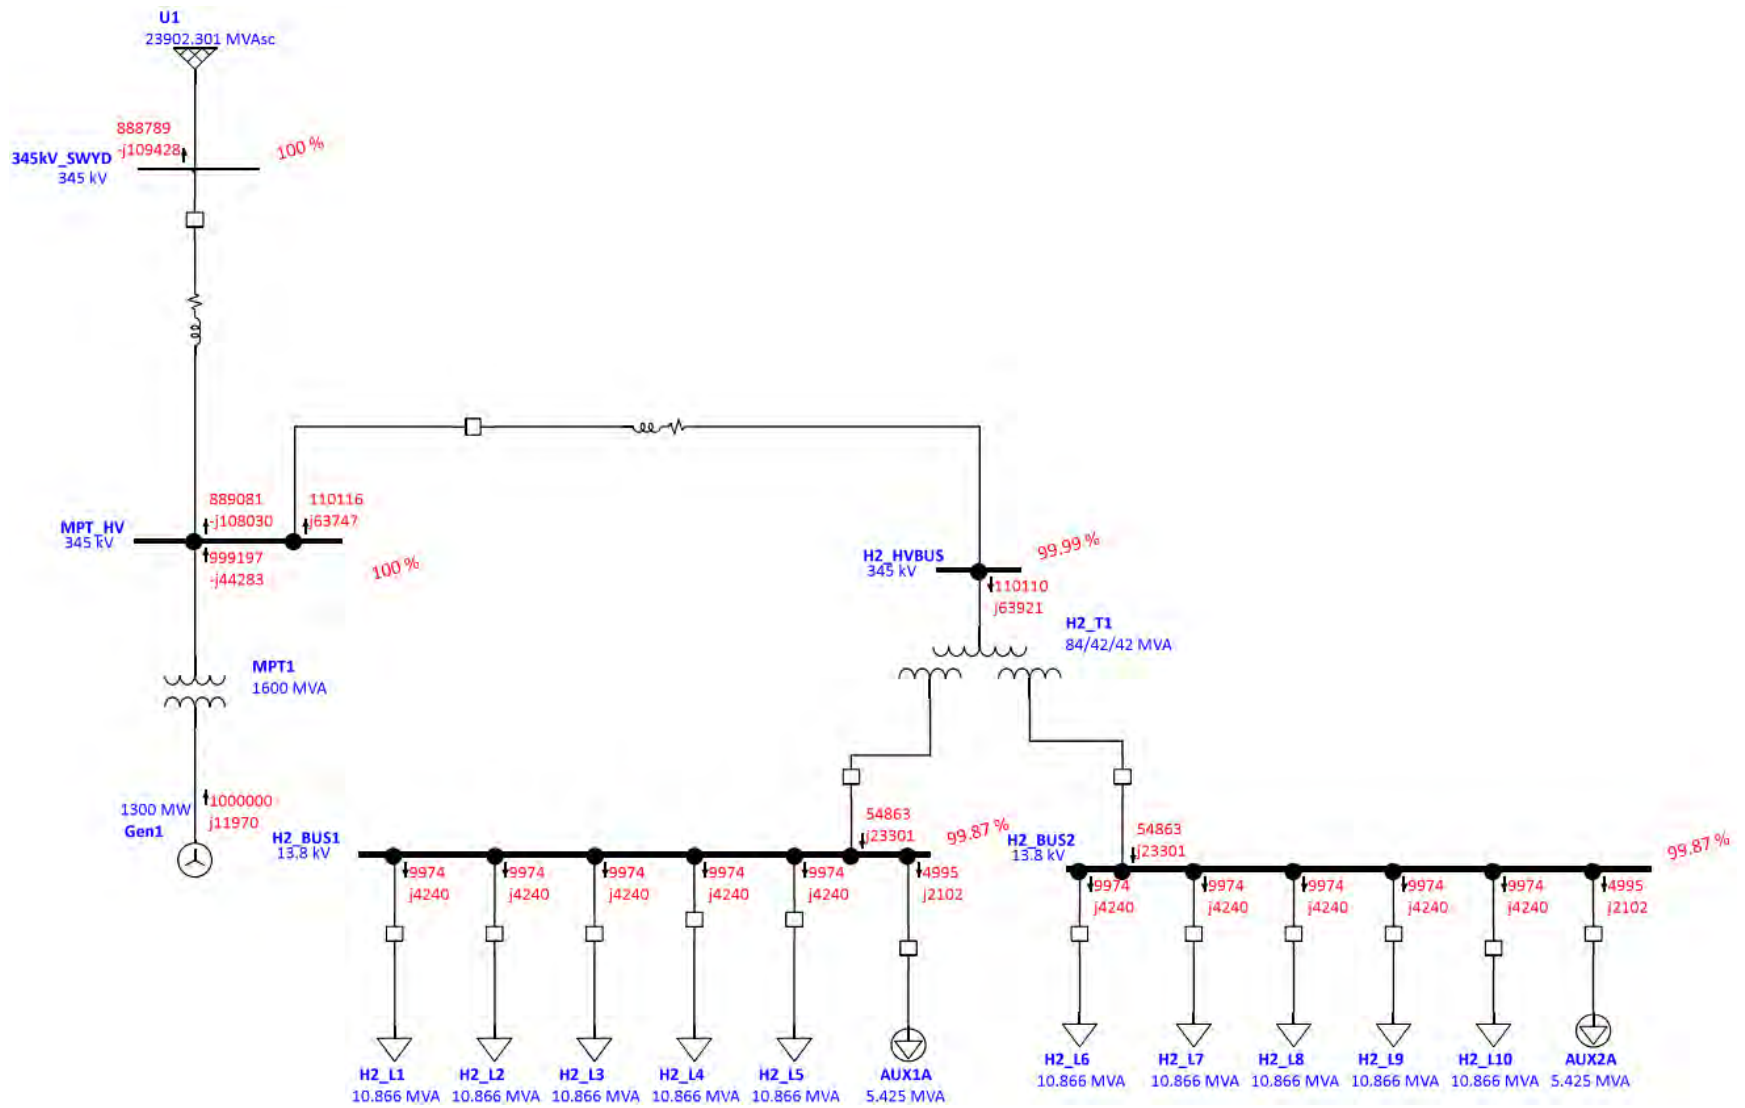 U1
23902.301 MVAsc
888789
-j109428
100 %
345kV_SWYD
345 kV
889081
-j108030
110116
j63747
MPT_HV
345 kV
999197
-j44283
100 %
H2_HVBUS
345 kV
99.99 %
110110
j63921
H2_T1
84/42/42 MVA
MPT1
1600 MVA
1300 MW
Gen1
1000000
j11970
H2_BUS1
13.8 kV
54863
j23301
99.87 %
H2_BUS2
13.8 kV
54863
j23301
99.87 %
9974
j4240
9974
j4240
9974
j4240
9974
j4240
9974
j4240
4995
j2102
9974
j4240
9974
j4240
9974
j4240
9974
j4240
9974
j4240
4995
j2102
H2_L1
10.866 MVA
H2_L2
10.866 MVA
H2_L3
10.866 MVA
H2_L4
10.866 MVA
H2_L5
10.866 MVA
AUX1A
5.425 MVA
H2_L6
10.866 MVA
H2_L7
10.866 MVA
H2_L8
10.866 MVA
H2_L9
10.866 MVA
H2_L10
10.866 MVA
AUX2A
5.425 MVA